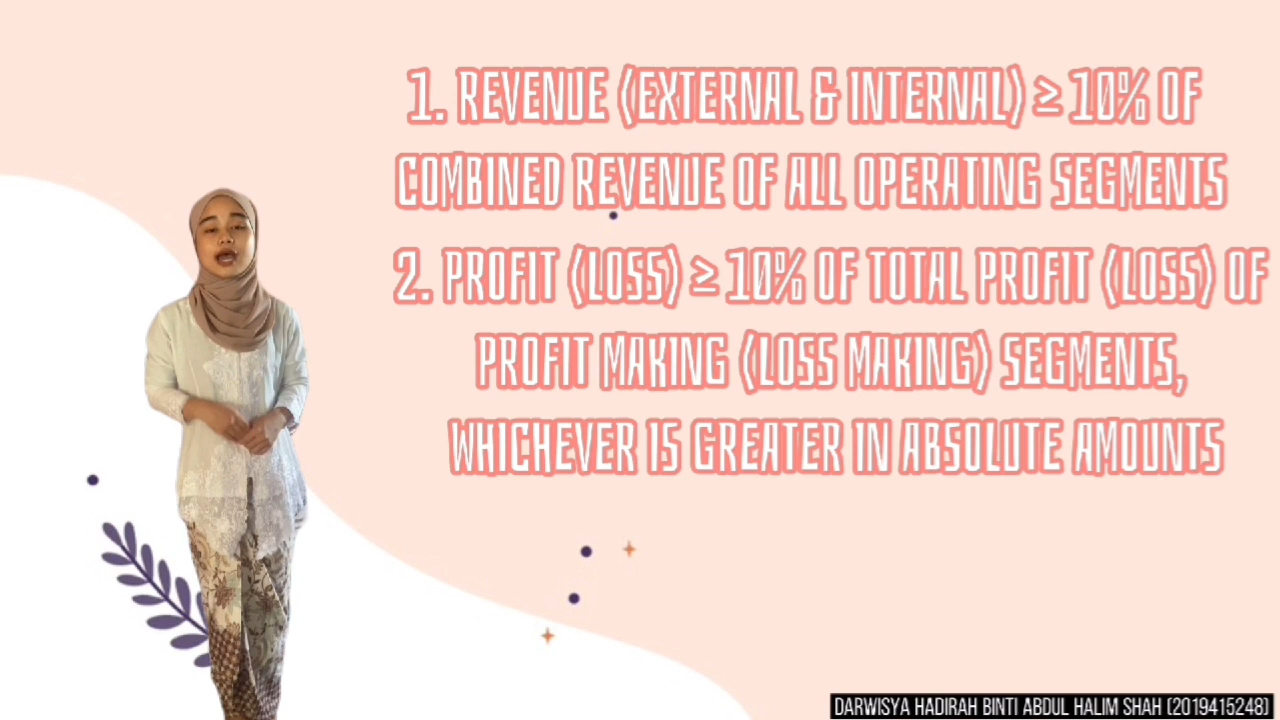 1. REVENUE (EXTERNAL & INTERNAL) ≥ 10% OF
COMBINED REVENUE OF ALL OPERATING SEGMENTS
2. PROFIT (LOSS) ≥ 10% OF TOTAL PROFIT (LOSS) OF
PROFIT MAKING (LOSS MAKING) SEGMENTS,
WHICHEVER IS GREATER IN ABSOLUTE AMOUNTS
DARWISYA HADIRAH BINTI ABDUL HALIM SHAH (2019415248)